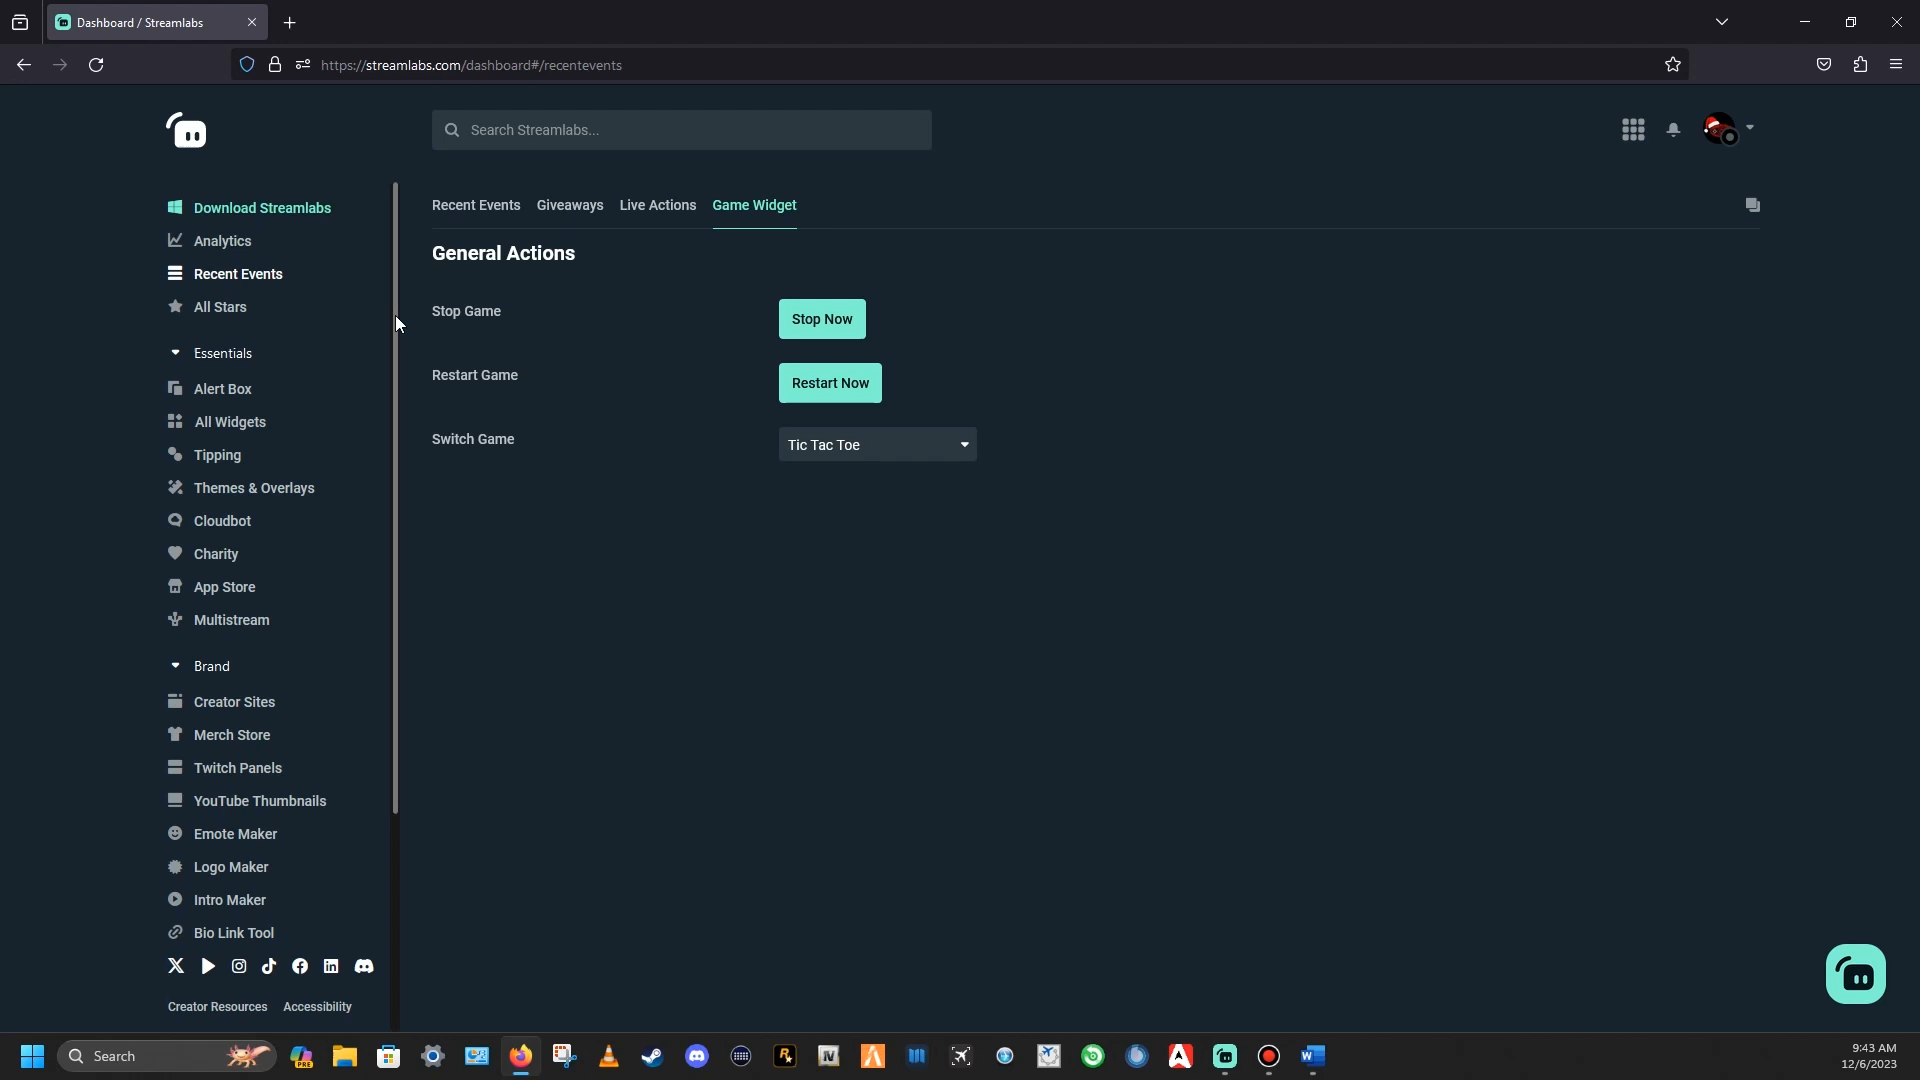 Dashboard / Streamlabs
https://streamlabs.com/dashboard#/recentevents
Search Streamlabs...
Download Streamlabs
Analytics
Recent Events
All Stars
Essentials
Alert Box
All Widgets
Tipping
Themes & Overlays
Cloudbot
Charity
App Store
Multistream
Brand
Creator Sites
Merch Store
Twitch Panels
YouTube Thumbnails
Emote Maker
Logo Maker
Intro Maker
Bio Link Tool
Creator Resources Accessibility
Recent Events Giveaways Live Actions Game Widget
General Actions
Stop Game Stop Now
Restart Game Restart Now
Switch Game Tic Tac Toe
Search
PRE
9:43 AM
12/6/2023